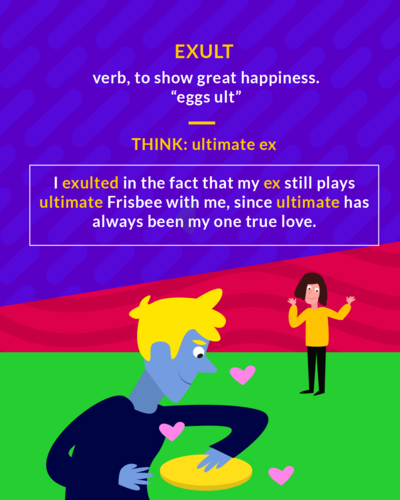 EXULT
verb, to show great happiness.
“eggs ult”
THINK: ultimate ex
I exulted in the fact that my ex still plays
ultimate Frisbee with me, since ultimate has
always been my one true love.